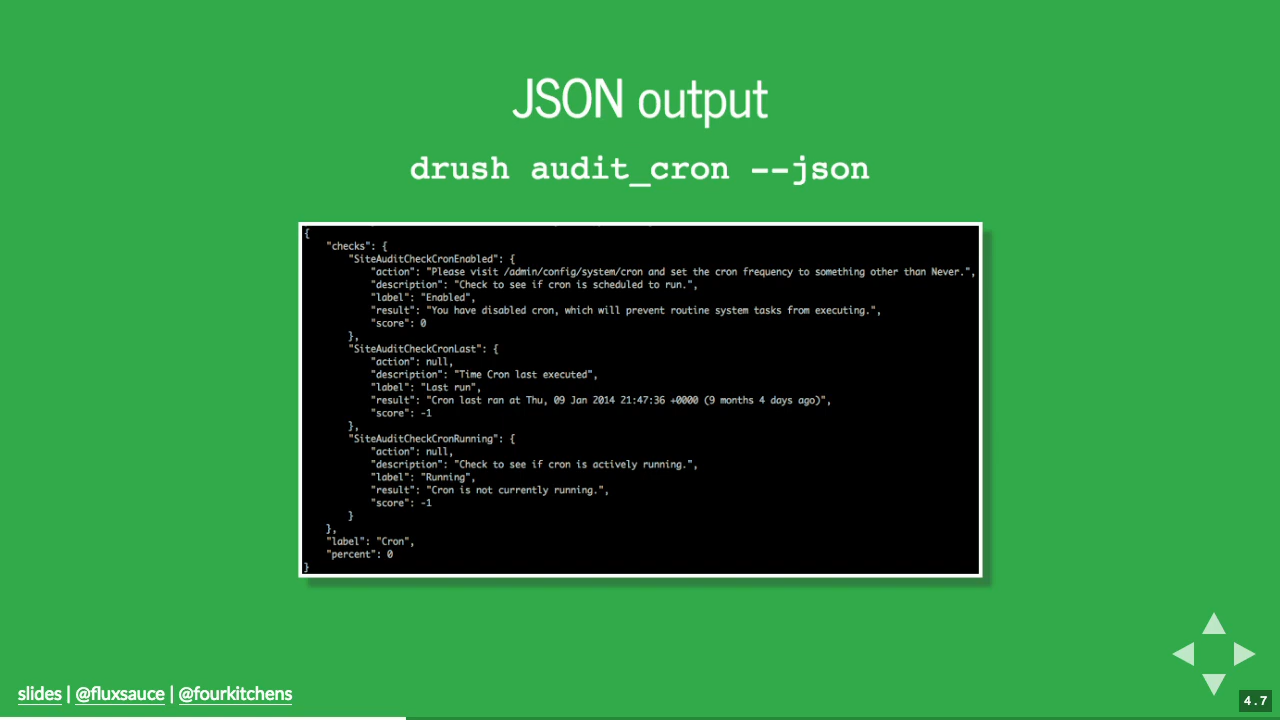 JSON output
drush audit_cron --json
{
"checks": {
"SiteAuditCheckCronEnabled": {
"action": "Please visit /admin/config/system/cron and set the cron frequency to something other than Never.",
"description": "Check to see if cron is scheduled to run.",
"label": "Enabled",
"result": "You have disabled cron, which will prevent routine system tasks from executing.",
"score": 0
},
"SiteAuditCheckCronLast": {
"action": null,
"description": "Time Cron last executed",
"label": "Last run",
"result": "Cron last ran at Thu, 09 Jan 2014 21:47:36 +0000 (9 months 4 days ago)",
"score": -1
},
"SiteAuditCheckCronRunning": {
"action": null,
"description": "Check to see if cron is actively running.",
"label": "Running",
"result": "Cron is not currently running.",
"score": -1
}
},
"label": "Cron",
"percent": 0
}
slides | @fluxsauce | @fourkitchens
4.7